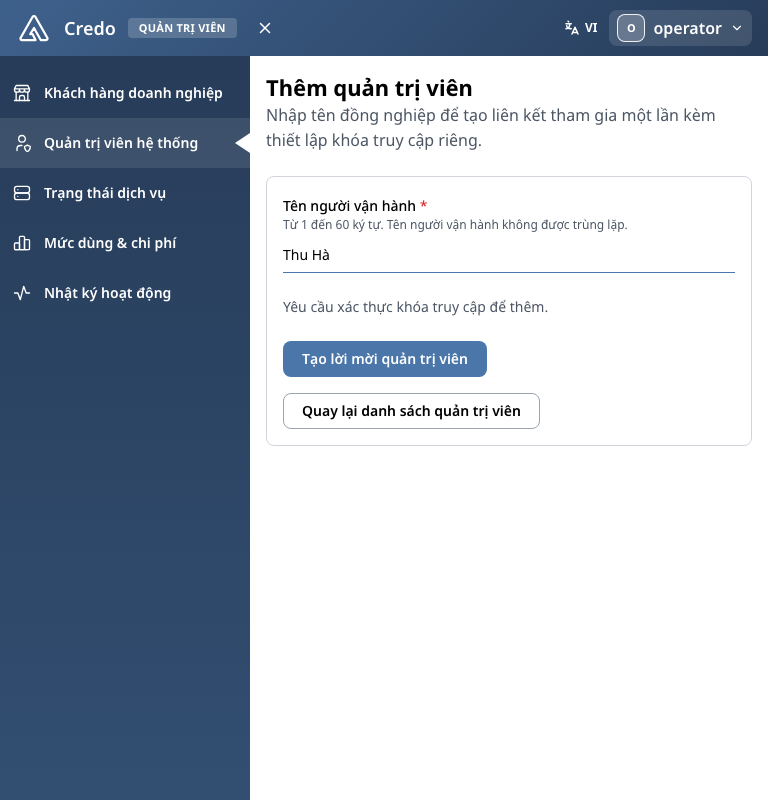 Credo
QUẢN TRỊ VIÊN
VI
O
operator
Khách hàng doanh nghiệp
Quản trị viên hệ thống
Trạng thái dịch vụ
Mức dùng & chi phí
Nhật ký hoạt động
Thêm quản trị viên
Nhập tên đồng nghiệp để tạo liên kết tham gia một lần kèm
thiết lập khóa truy cập riêng.
Tên người vận hành *
Từ 1 đến 60 ký tự. Tên người vận hành không được trùng lặp.
Thu Hà
Yêu cầu xác thực khóa truy cập để thêm.
Tạo lời mời quản trị viên
Quay lại danh sách quản trị viên